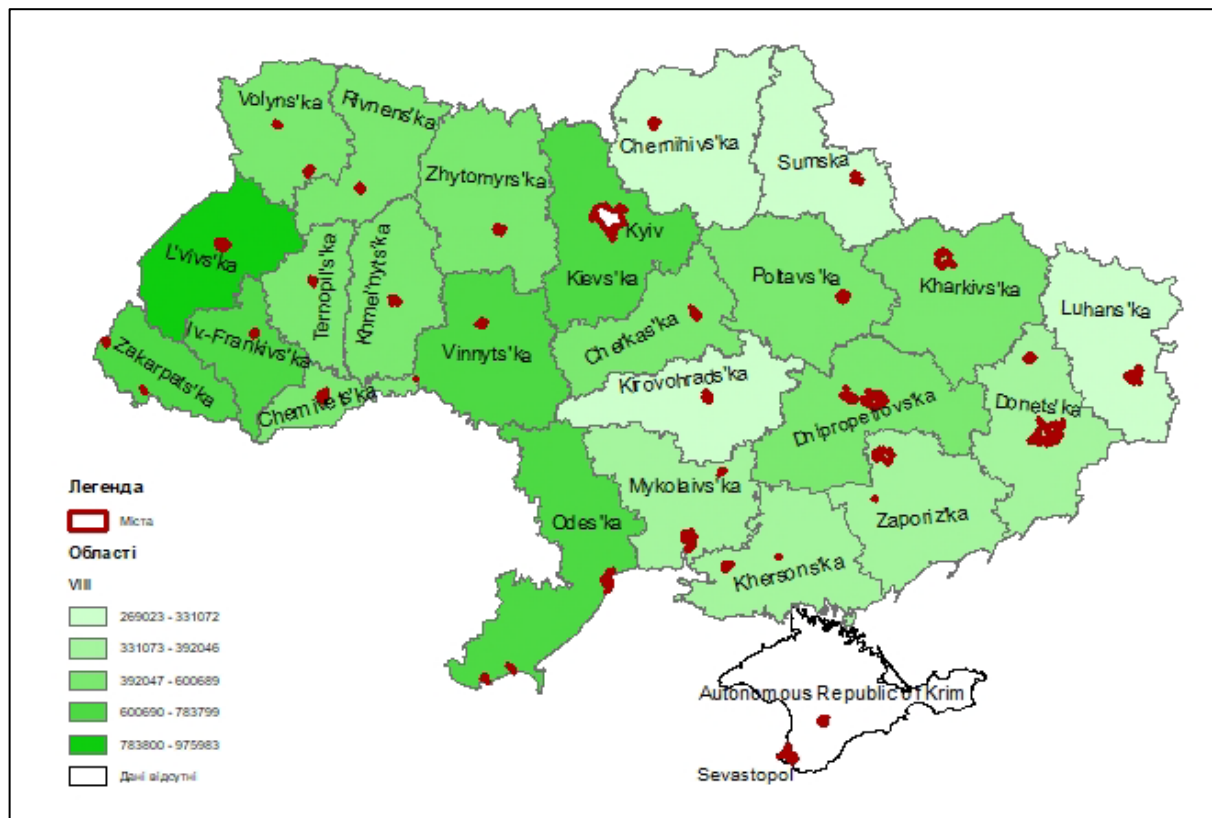 Volyns'ka
Rivnens'ka
Zhytomyrs'ka
Chernihivs'ka
Sumska
L'vivs'ka
Ternopil's'ka
Khmel'nyts'ka
Kyiv
Kievs'ka
Poltavs'ka
Kharkivs'ka
Luhans'ka
Zakarpats'ka
Iv.-Frankivs'ka
Vinnyts'ka
Cherkas'ka
Chernivets'ka
Kirovohrads'ka
Dnipropetrovs'ka
Donets'ka
Mykolaivs'ka
Odes'ka
Zaporiz'ka
Khersons'ka
Autonomous Republic of Krim
Sevastopol
Легенда
Міста
Області
VIII
269023 - 331072
331073 - 392046
392047 - 600689
600690 - 783799
783800 - 975983
Дані відсутні